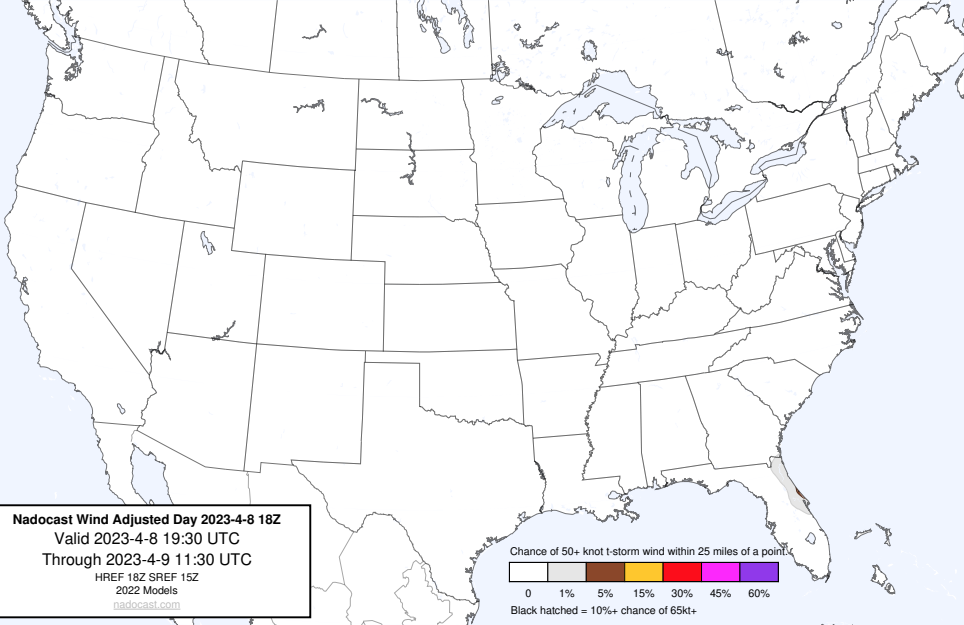 Nadocast Wind Adjusted Day 2023-4-8 18Z
Valid 2023-4-8 19:30 UTC
Through 2023-4-9 11:30 UTC
HREF 18Z SREF 15Z
2022 Models
nadocast.com
Chance of 50+ knot t-storm wind within 25 miles of a point.
0 1% 5% 15% 30% 45% 60%
Black hatched = 10%+ chance of 65kt+